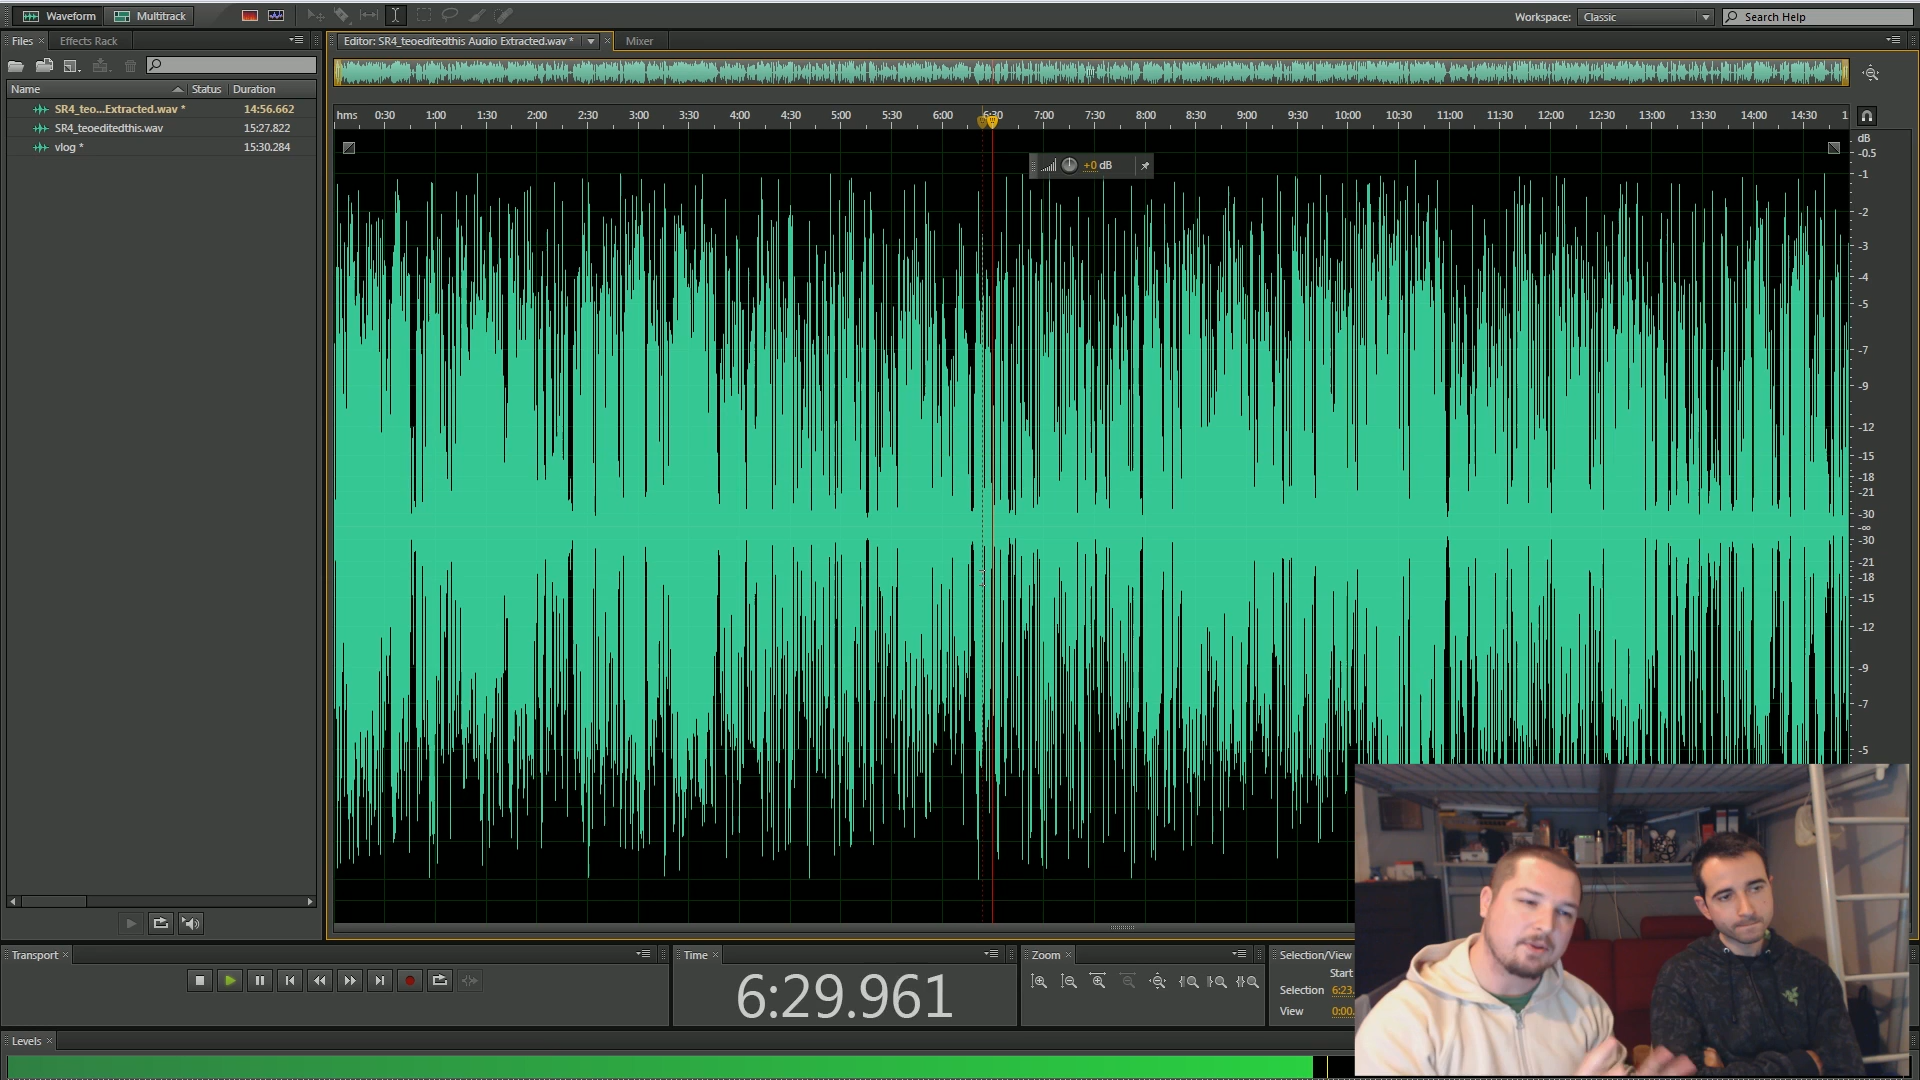 Waveform
Multitrack
Workspace:
Classic
Search Help
Files ×
Effects Rack
Editor: SR4_teoeditedthis Audio Extracted.wav *
Mixer
Name
Status
Duration
SR4_teo...Extracted.wav *
14:56.662
SR4_teoeditedthis.wav
15:27.822
vlog *
15:30.284
hms 0:30 1:00 1:30 2:00 2:30 3:00 3:30 4:00 4:30 5:00 5:30 6:00 6:30 7:00 7:30 8:00 8:30 9:00 9:30 10:00 10:30 11:00 11:30 12:00 12:30 13:00 13:30 14:00 14:30 1
+0 dB
dB
-0.5
-1
-2
-3
-4
-5
-7
-9
-12
-15
-18
-21
-30
-∞
-30
-21
-18
-15
-12
-9
-7
-5
Transport ×
Time ×
6:29.961
Zoom ×
Selection/View
Start
Selection 6:23.
View 0:00.
Levels ×